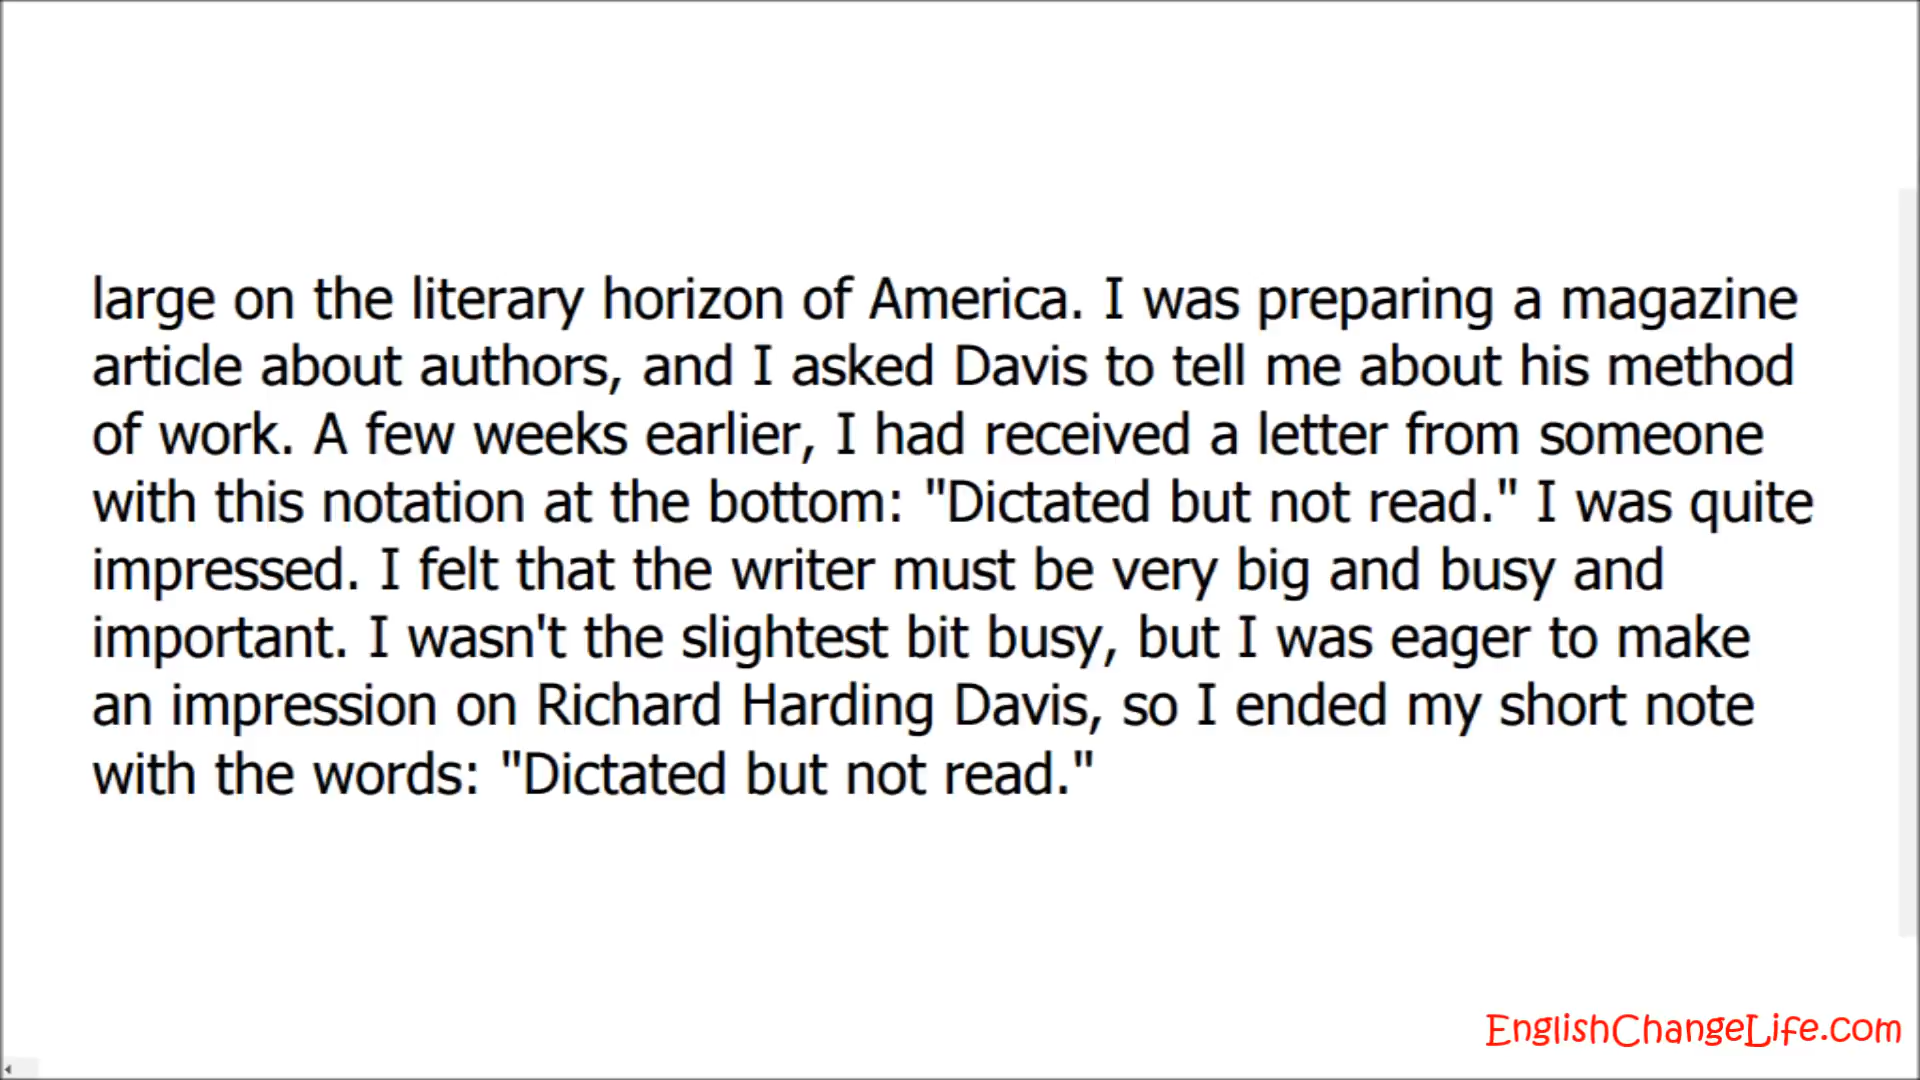 large on the literary horizon of America. I was preparing a magazine
article about authors, and I asked Davis to tell me about his method
of work. A few weeks earlier, I had received a letter from someone
with this notation at the bottom: "Dictated but not read." I was quite
impressed. I felt that the writer must be very big and busy and
important. I wasn't the slightest bit busy, but I was eager to make
an impression on Richard Harding Davis, so I ended my short note
with the words: "Dictated but not read."
EnglishChangeLife.com